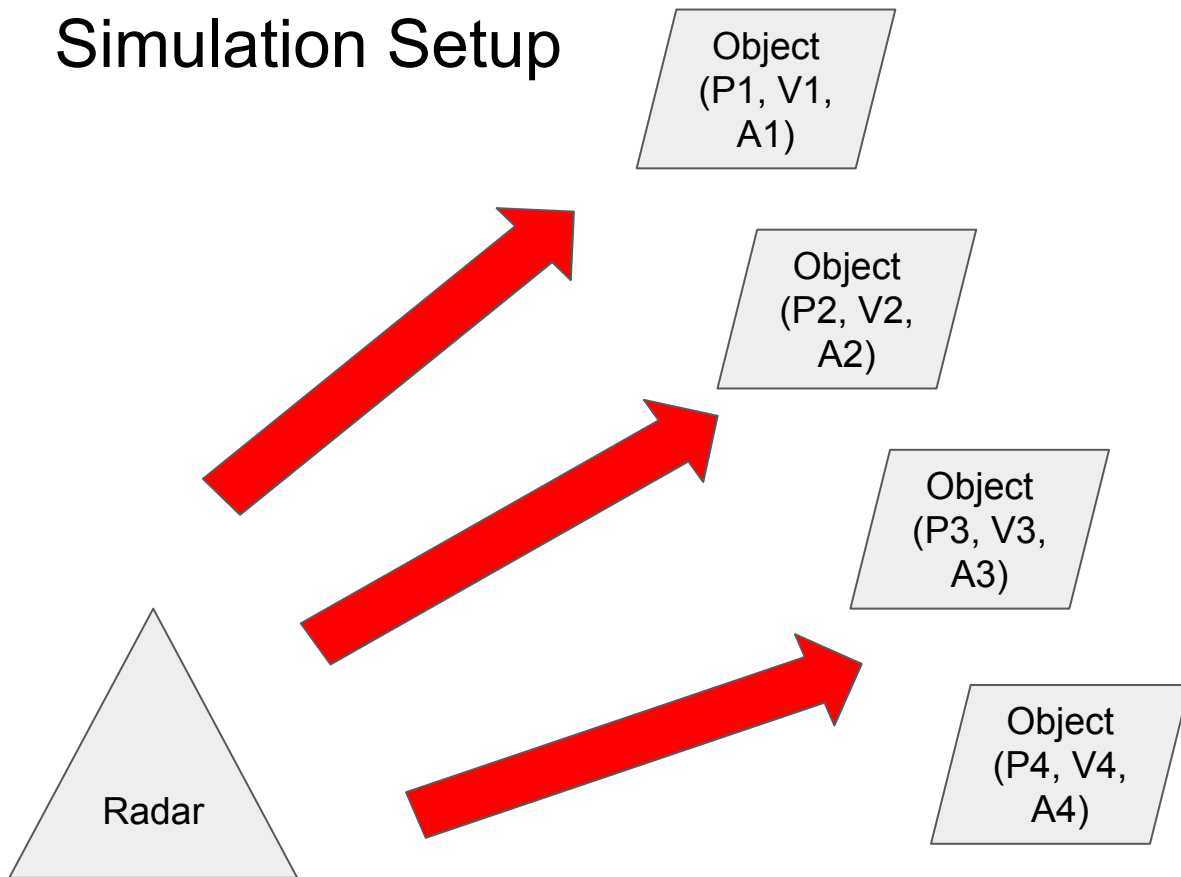 Simulation Setup
Object
(P1, V1,
A1)
Object
(P2, V2,
A2)
Object
(P3, V3,
A3)
Object
(P4, V4,
A4)
Radar